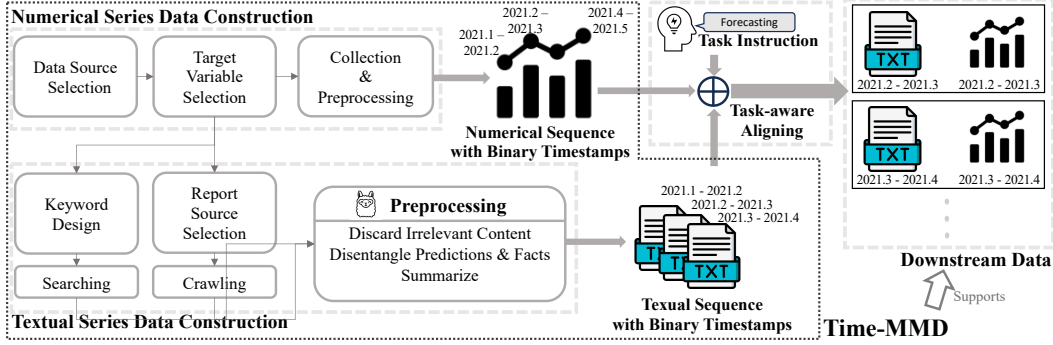 Numerical Series Data Construction
Data Source
Selection
Target
Variable
Selection
Collection
&
Preprocessing
2021.1 –
2021.2
2021.2 –
2021.3
2021.4 –
2021.5
Numerical Sequence
with Binary Timestamps
Forecasting
Task Instruction
Task-aware
Aligning
TXT
2021.2 - 2021.3
2021.2 - 2021.3
TXT
2021.3 - 2021.4
2021.3 - 2021.4
Downstream Data
Supports
Keyword
Design
Report
Source
Selection
Searching
Crawling
Preprocessing
Discard Irrelevant Content
Disentangle Predictions & Facts
Summarize
2021.1 - 2021.2
2021.2 - 2021.3
2021.3 - 2021.4
TXT
TXT
TXT
Texual Sequence
with Binary Timestamps
Textual Series Data Construction
Time-MMD